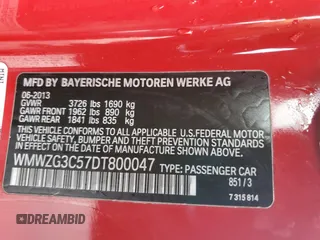 MINI
MFD BY BAYERISCHE MOTOREN WERKE AG
06-2013
GVWR 3726 lbs 1690 kg
GAWR FRONT 1962 lbs 890 kg
GAWR REAR 1841 lbs 835 kg
THIS VEHICLE CONFORMS TO ALL APPLICABLE U.S. FEDERAL MOTOR VEHICLE SAFETY, BUMPER AND THEFT PREVENTION STANDARDS IN EFFECT ON THE DATE OF MANUFACTURE SHOWN ABOVE.
WMWZG3C57DT800047 TYPE: PASSENGER CAR
851/3
7 315 814
DREAMBID